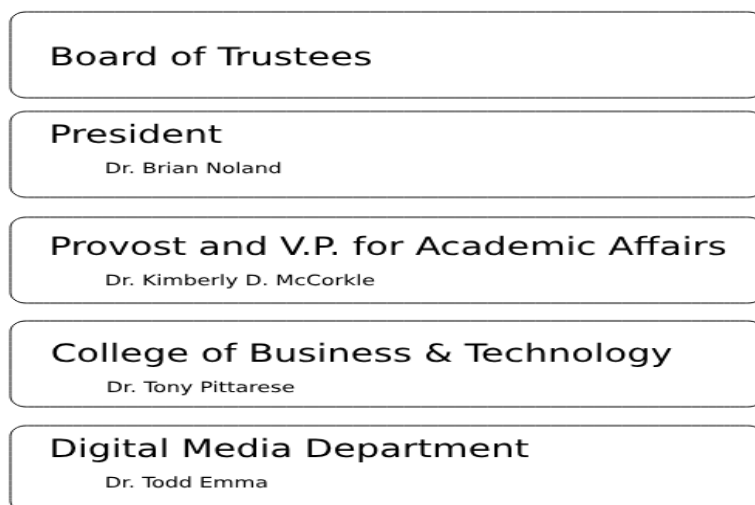 Board of Trustees
President
Dr. Brian Noland
Provost and V.P. for Academic Affairs
Dr. Kimberly D. McCorkle
College of Business & Technology
Dr. Tony Pittarese
Digital Media Department
Dr. Todd Emma